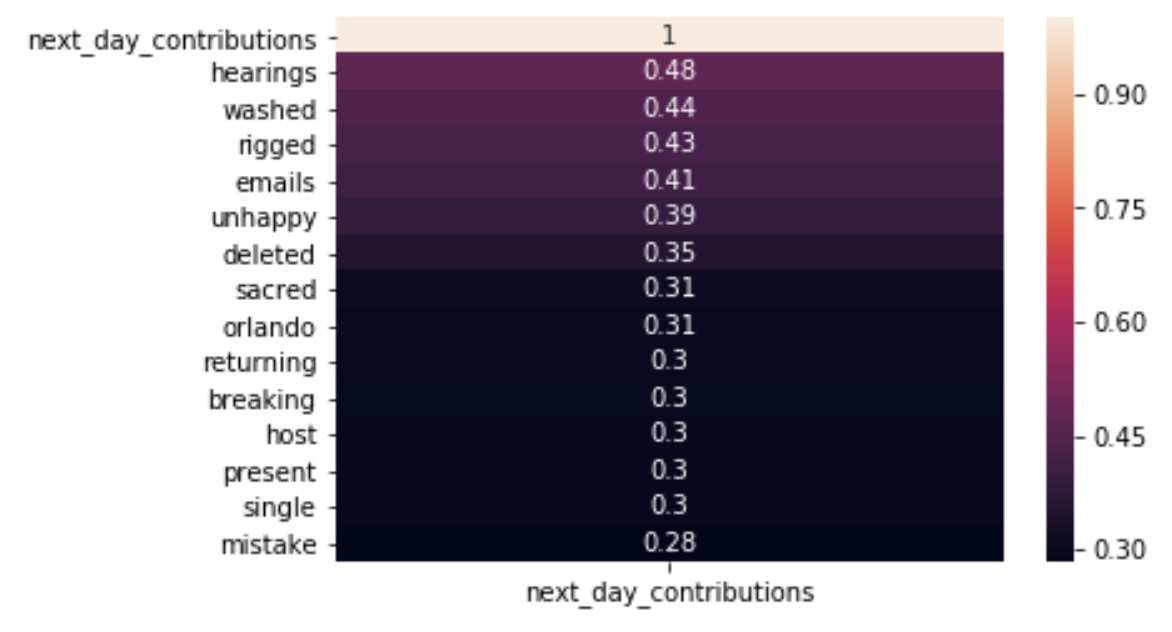 next_day_contributions 1
hearings 0.48
washed 0.44
rigged 0.43
emails 0.41
unhappy 0.39
deleted 0.35
sacred 0.31
orlando 0.31
returning 0.3
breaking 0.3
host 0.3
present 0.3
single 0.3
mistake 0.28
next_day_contributions
0.90
0.75
0.60
0.45
0.30